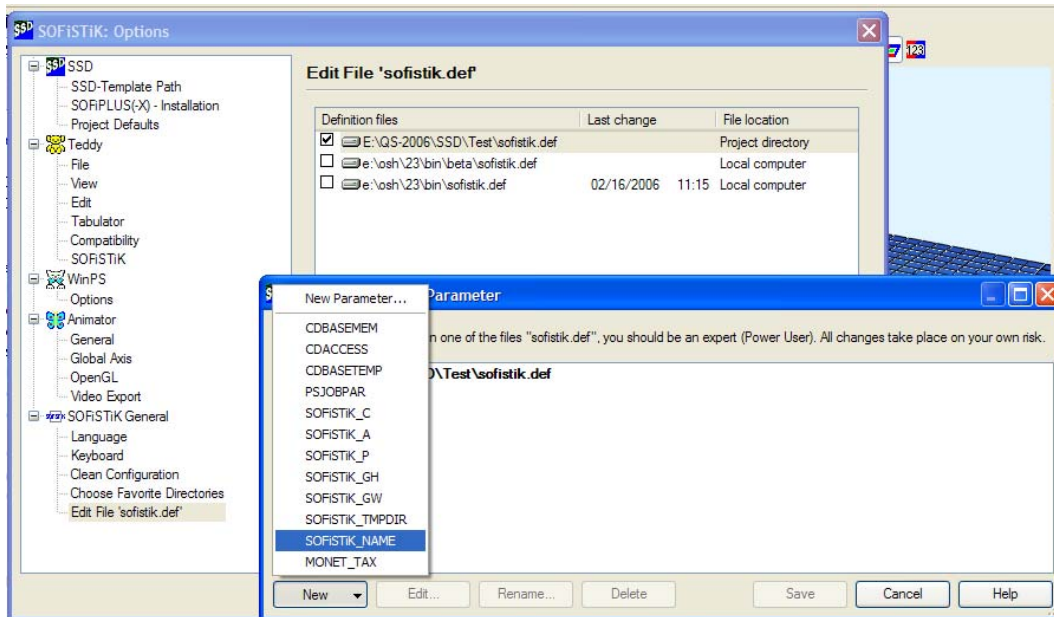 SOFiSTiK: Options
123
SSD
SSD-Template Path
SOFiPLUS(-X) - Installation
Project Defaults
Teddy
File
View
Edit
Tabulator
Compatibility
SOFiSTiK
WinPS
Options
Animator
General
Global Axis
OpenGL
Video Export
SOFiSTiK General
Language
Keyboard
Clean Configuration
Choose Favorite Directories
Edit File 'sofistik.def'
Edit File 'sofistik.def'
Definition files Last change File location
E:\QS-2006\SSD\Test\sofistik.def Project directory
e:\osh\23\bin\beta\sofistik.def Local computer
e:\osh\23\bin\sofistik.def 02/16/2006 11:15 Local computer
Parameter
n one of the files "sofistik.def", you should be an expert (Power User). All changes take place on your own risk.
\Test\sofistik.def
New Parameter...
CDBASEMEM
CDACCESS
CDBASETEMP
PSJOBPAR
SOFiSTiK_C
SOFiSTiK_A
SOFiSTiK_P
SOFiSTiK_GH
SOFiSTiK_GW
SOFiSTiK_TMPDIR
SOFiSTiK_NAME
MONET_TAX
New Edit... Rename... Delete Save Cancel Help